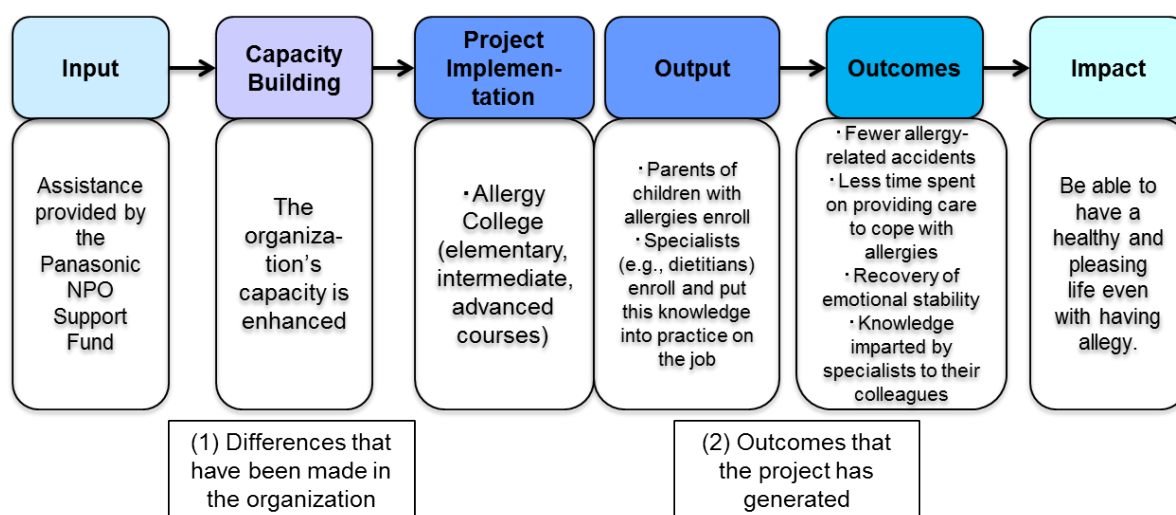 Input
Capacity
Building
Project
Implemen-
tation
Output
Outcomes
Impact
Assistance
provided by
the
Panasonic
NPO
Support
Fund
The
organiza-
tion’s
capacity is
enhanced
・Allergy
College
(elementary,
intermediate,
advanced
courses)
・Parents of
children with
allergies enroll
・Specialists
(e.g., dietitians)
enroll and put
this knowledge
into practice on
the job
・Fewer allergy-
related accidents
・Less time spent
on providing care
to cope with
allergies
・Recovery of
emotional stability
・Knowledge
imparted by
specialists to their
colleagues
Be able to
have a
healthy and
pleasing
life even
with having
allergy.
(1) Differences that
have been made in
the organization
(2) Outcomes that
the project has
generated